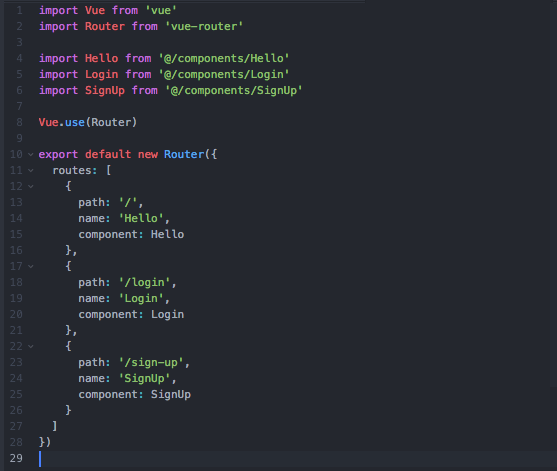 1 import Vue from 'vue'
2 import Router from 'vue-router'
3
4 import Hello from '@/components/Hello'
5 import Login from '@/components/Login'
6 import SignUp from '@/components/SignUp'
7
8 Vue.use(Router)
9
10 export default new Router({
11   routes: [
12     {
13       path: '/',
14       name: 'Hello',
15       component: Hello
16     },
17     {
18       path: '/login',
19       name: 'Login',
20       component: Login
21     },
22     {
23       path: '/sign-up',
24       name: 'SignUp',
25       component: SignUp
26     }
27   ]
28 })
29